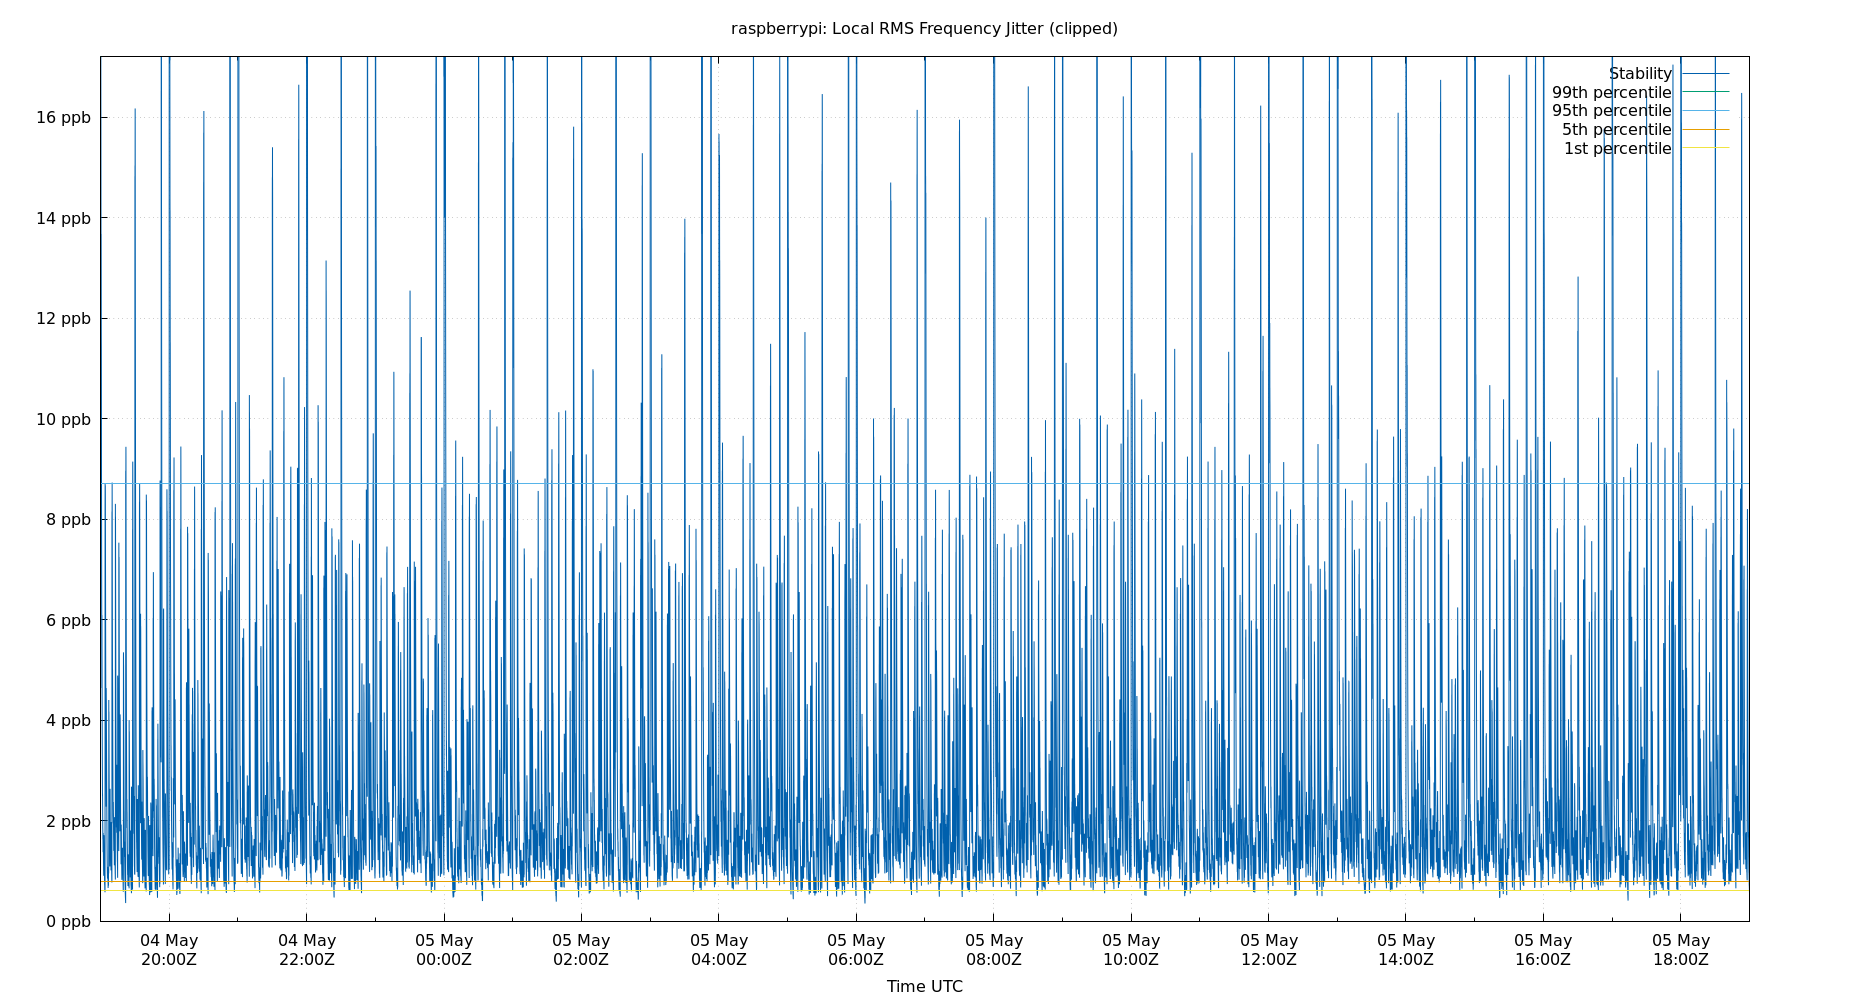 raspberrypi: Local RMS Frequency Jitter (clipped)
Stability
99th percentile
95th percentile
5th percentile
1st percentile
16 ppb
14 ppb
12 ppb
10 ppb
8 ppb
6 ppb
4 ppb
2 ppb
0 ppb
04 May 04 May 05 May 05 May 05 May 05 May 05 May 05 May 05 May 05 May 05 May 05 May
20:00Z 22:00Z 00:00Z 02:00Z 04:00Z 06:00Z 08:00Z 10:00Z 12:00Z 14:00Z 16:00Z 18:00Z
Time UTC